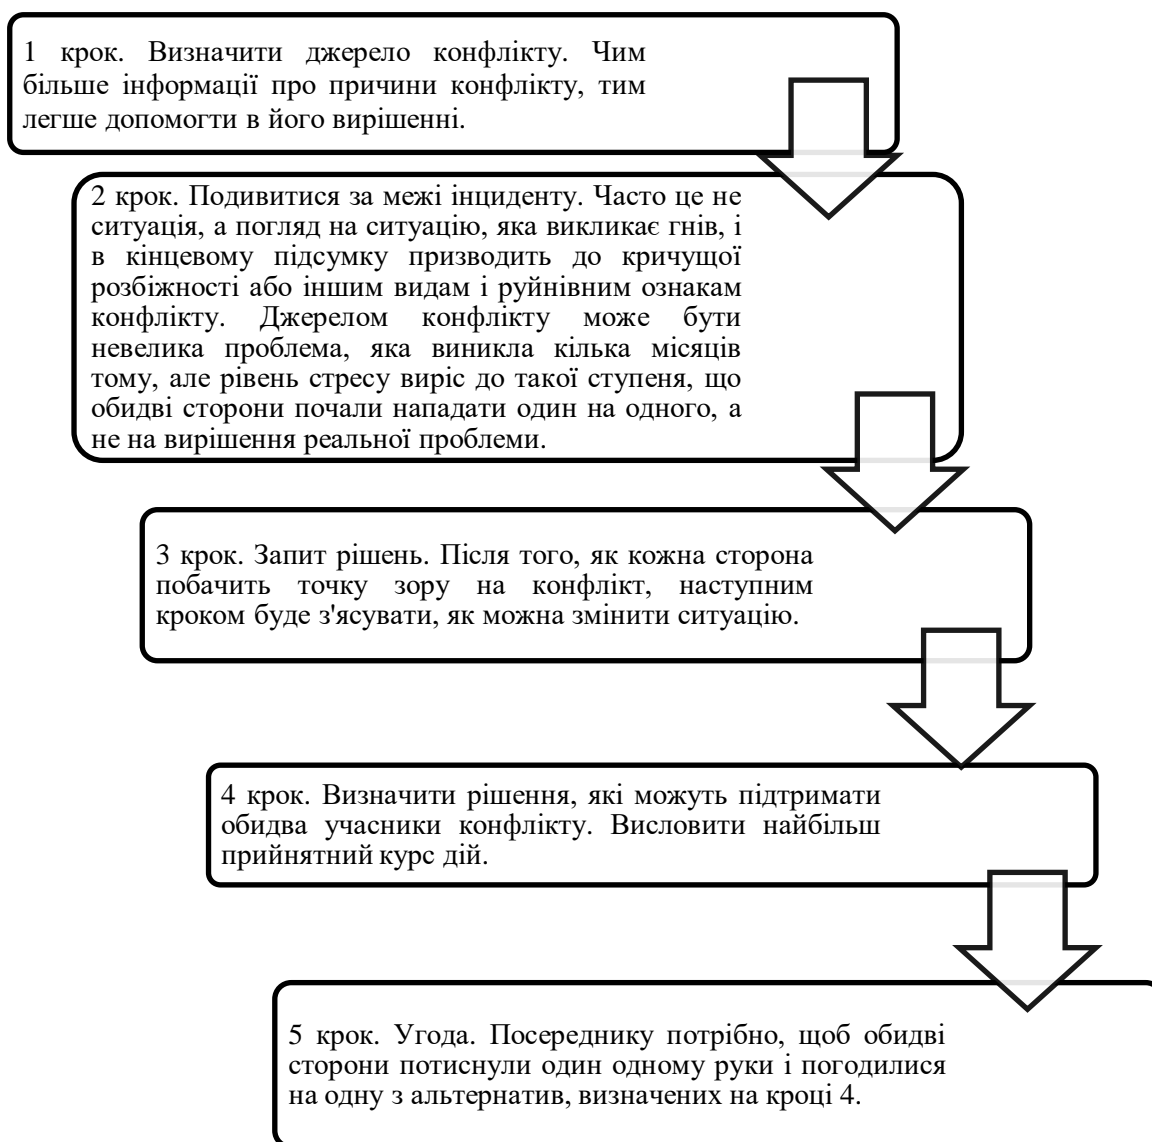 1 крок. Визначити джерело конфлікту. Чим
більше інформації про причини конфлікту, тим
легше допомогти в його вирішенні.
2 крок. Подивитися за межі інциденту. Часто це не
ситуація, а погляд на ситуацію, яка викликає гнів, і
в кінцевому підсумку призводить до кричущої
розбіжності або іншим видам і руйнівним ознакам
конфлікту. Джерелом конфлікту може бути
невелика проблема, яка виникла кілька місяців
тому, але рівень стресу виріс до такої ступеня, що
обидві сторони почали нападати один на одного, а
не на вирішення реальної проблеми.
3 крок. Запит рішень. Після того, як кожна сторона
побачить точку зору на конфлікт, наступним
кроком буде з'ясувати, як можна змінити ситуацію.
4 крок. Визначити рішення, які можуть підтримати
обидва учасники конфлікту. Висловити найбільш
прийнятний курс дій.
5 крок. Угода. Посереднику потрібно, щоб обидві
сторони потиснули один одному руки і погодилися
на одну з альтернатив, визначених на кроці 4.